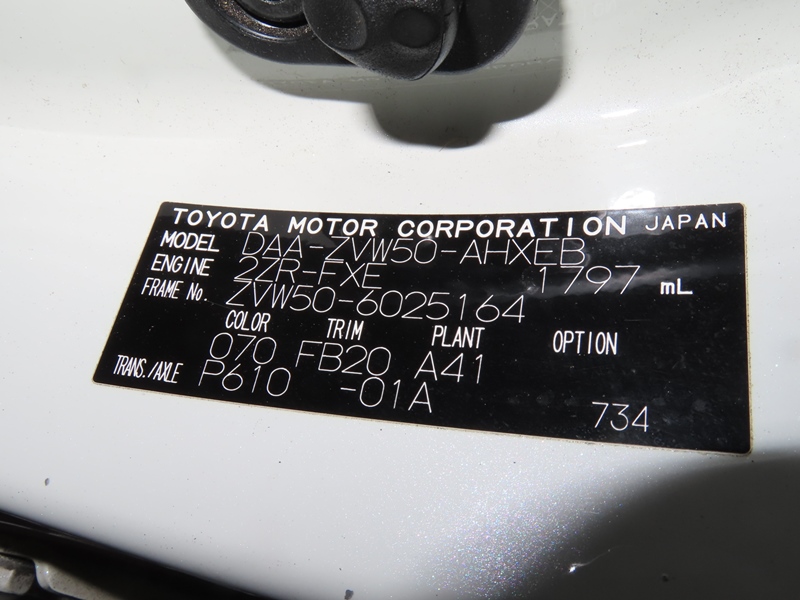 TOYOTA MOTOR CORPORATION JAPAN
MODEL DAA-ZVW50-AHXEB
ENGINE 2ZR-FXE 1797 mL
FRAME No. ZVW50-6025164
COLOR TRIM PLANT OPTION
070 FB20 A41
TRANS./AXLE P610 -01A
734